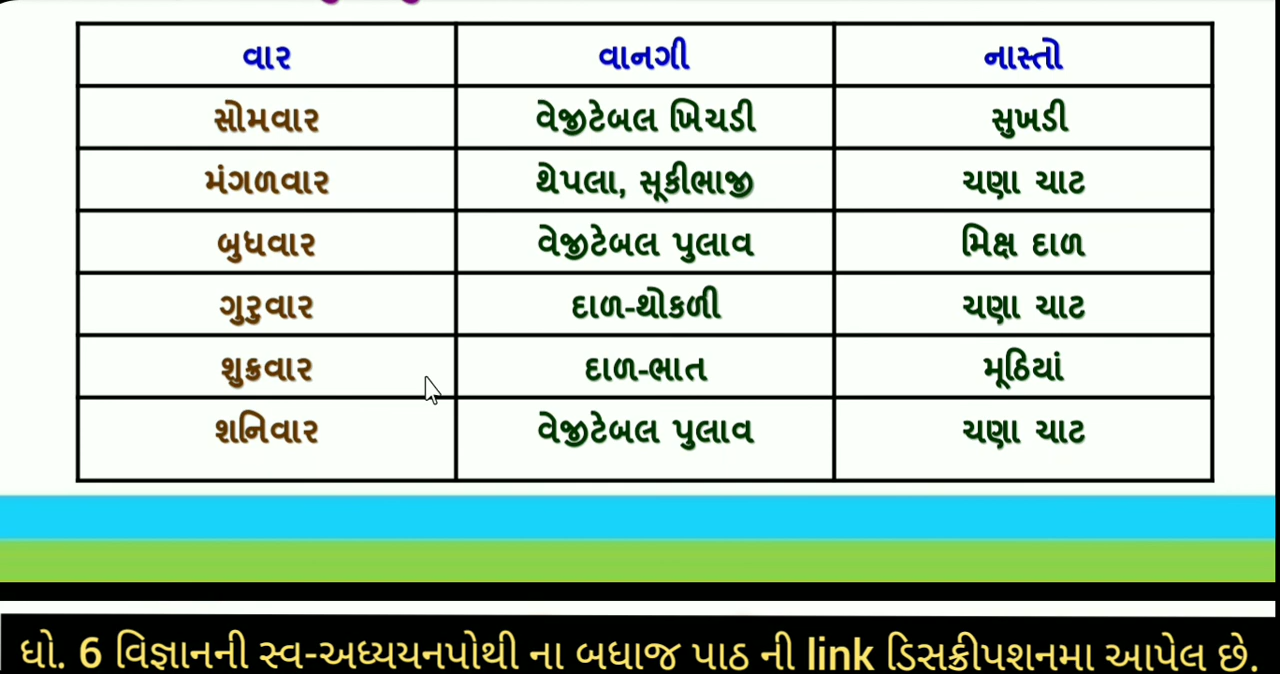 વાર વાનગી નાસ્તો
સોમવાર વેજીટેબલ ખિચડી સુખડી
મંગળવાર થેપલા, સૂકીભાજી ચણા ચાટ
બુધવાર વેજીટેબલ પુલાવ મિક્ષ દાળ
ગુરુવાર દાળ-થોકળી ચણા ચાટ
શુક્રવાર દાળ-ભાત મૂઠિયાં
શનિવાર વેજીટેબલ પુલાવ ચણા ચાટ
ધો. 6 વિજ્ઞાનની સ્વ-અધ્યયનપોથી ના બધાજ પાઠ ની link ડિસક્રીપશનમા આપેલ છે.